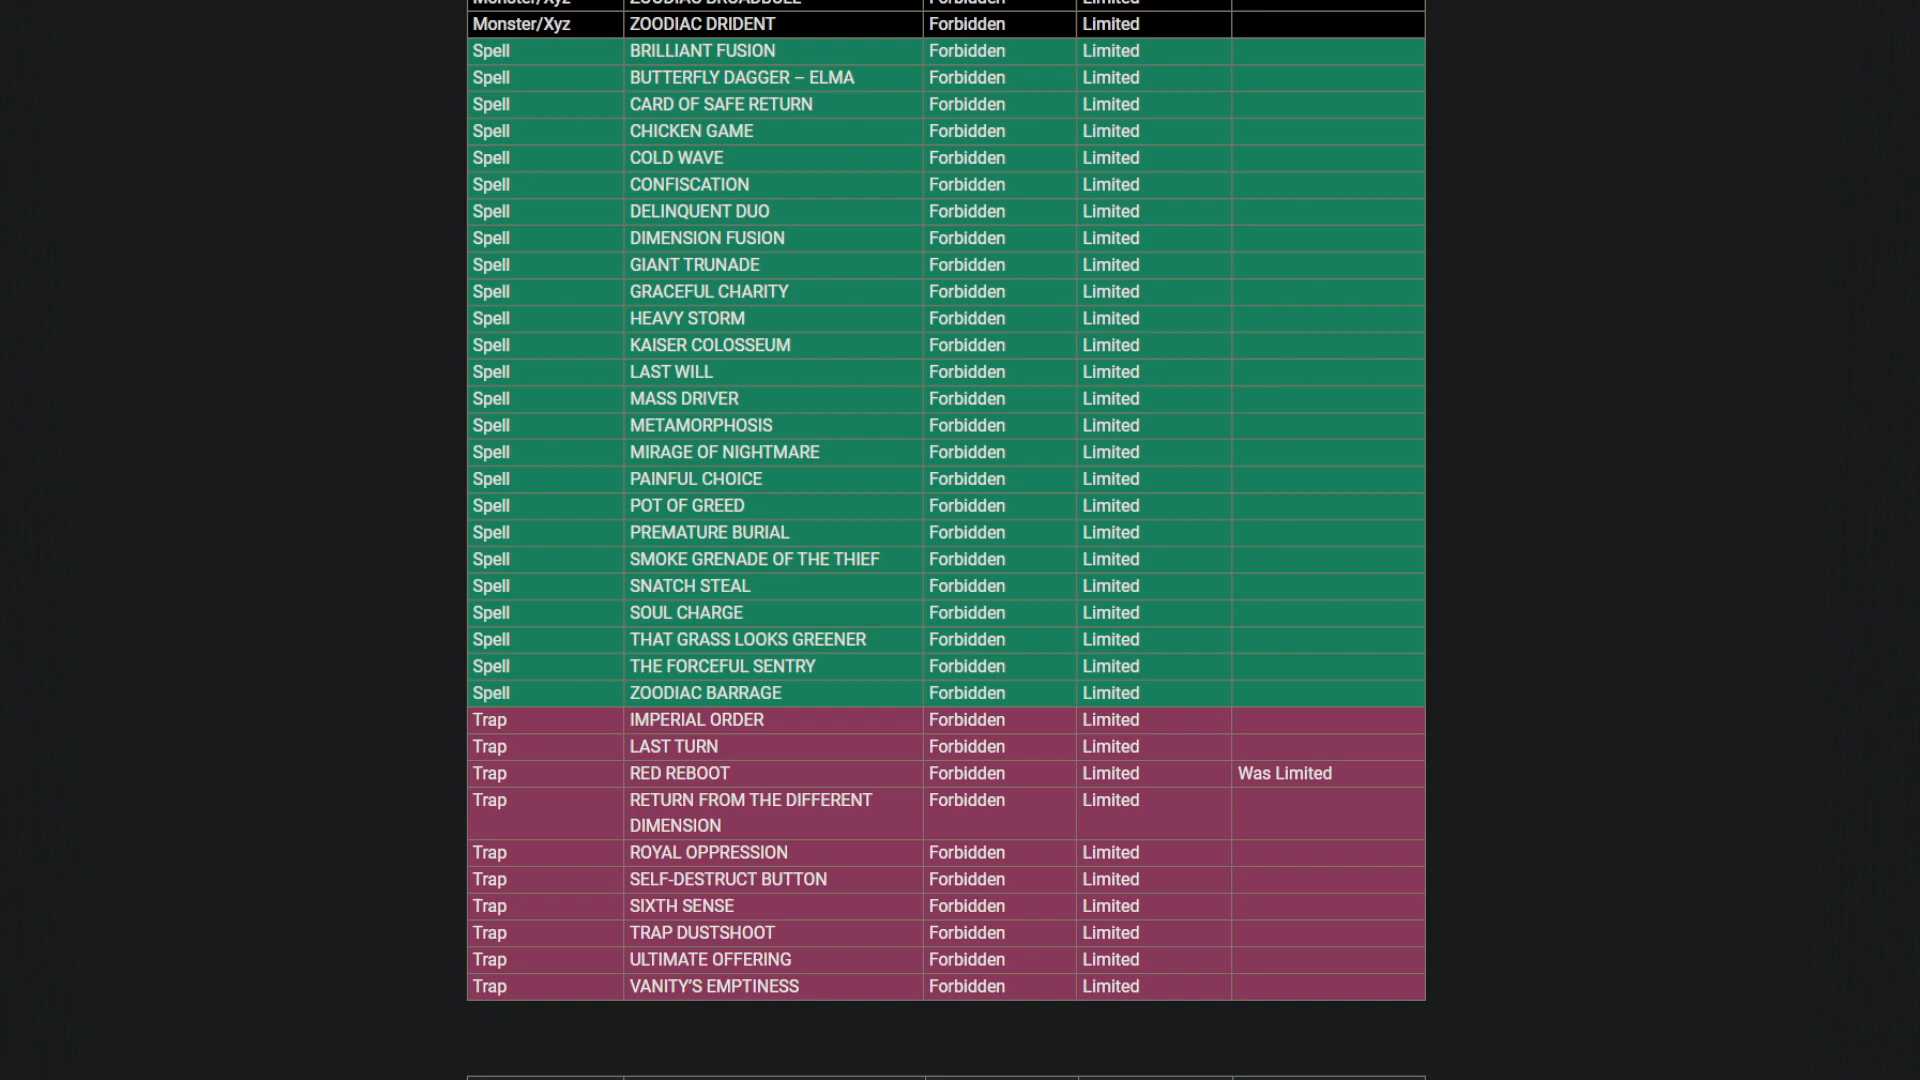 Monster/Xyz ZOODIAC BROADBULL Forbidden Limited
Monster/Xyz ZOODIAC DRIDENT Forbidden Limited
Spell BRILLIANT FUSION Forbidden Limited
Spell BUTTERFLY DAGGER – ELMA Forbidden Limited
Spell CARD OF SAFE RETURN Forbidden Limited
Spell CHICKEN GAME Forbidden Limited
Spell COLD WAVE Forbidden Limited
Spell CONFISCATION Forbidden Limited
Spell DELINQUENT DUO Forbidden Limited
Spell DIMENSION FUSION Forbidden Limited
Spell GIANT TRUNADE Forbidden Limited
Spell GRACEFUL CHARITY Forbidden Limited
Spell HEAVY STORM Forbidden Limited
Spell KAISER COLOSSEUM Forbidden Limited
Spell LAST WILL Forbidden Limited
Spell MASS DRIVER Forbidden Limited
Spell METAMORPHOSIS Forbidden Limited
Spell MIRAGE OF NIGHTMARE Forbidden Limited
Spell PAINFUL CHOICE Forbidden Limited
Spell POT OF GREED Forbidden Limited
Spell PREMATURE BURIAL Forbidden Limited
Spell SMOKE GRENADE OF THE THIEF Forbidden Limited
Spell SNATCH STEAL Forbidden Limited
Spell SOUL CHARGE Forbidden Limited
Spell THAT GRASS LOOKS GREENER Forbidden Limited
Spell THE FORCEFUL SENTRY Forbidden Limited
Spell ZOODIAC BARRAGE Forbidden Limited
Trap IMPERIAL ORDER Forbidden Limited
Trap LAST TURN Forbidden Limited
Trap RED REBOOT Forbidden Limited Was Limited
Trap RETURN FROM THE DIFFERENT Forbidden Limited
DIMENSION
Trap ROYAL OPPRESSION Forbidden Limited
Trap SELF-DESTRUCT BUTTON Forbidden Limited
Trap SIXTH SENSE Forbidden Limited
Trap TRAP DUSTSHOOT Forbidden Limited
Trap ULTIMATE OFFERING Forbidden Limited
Trap VANITY’S EMPTINESS Forbidden Limited